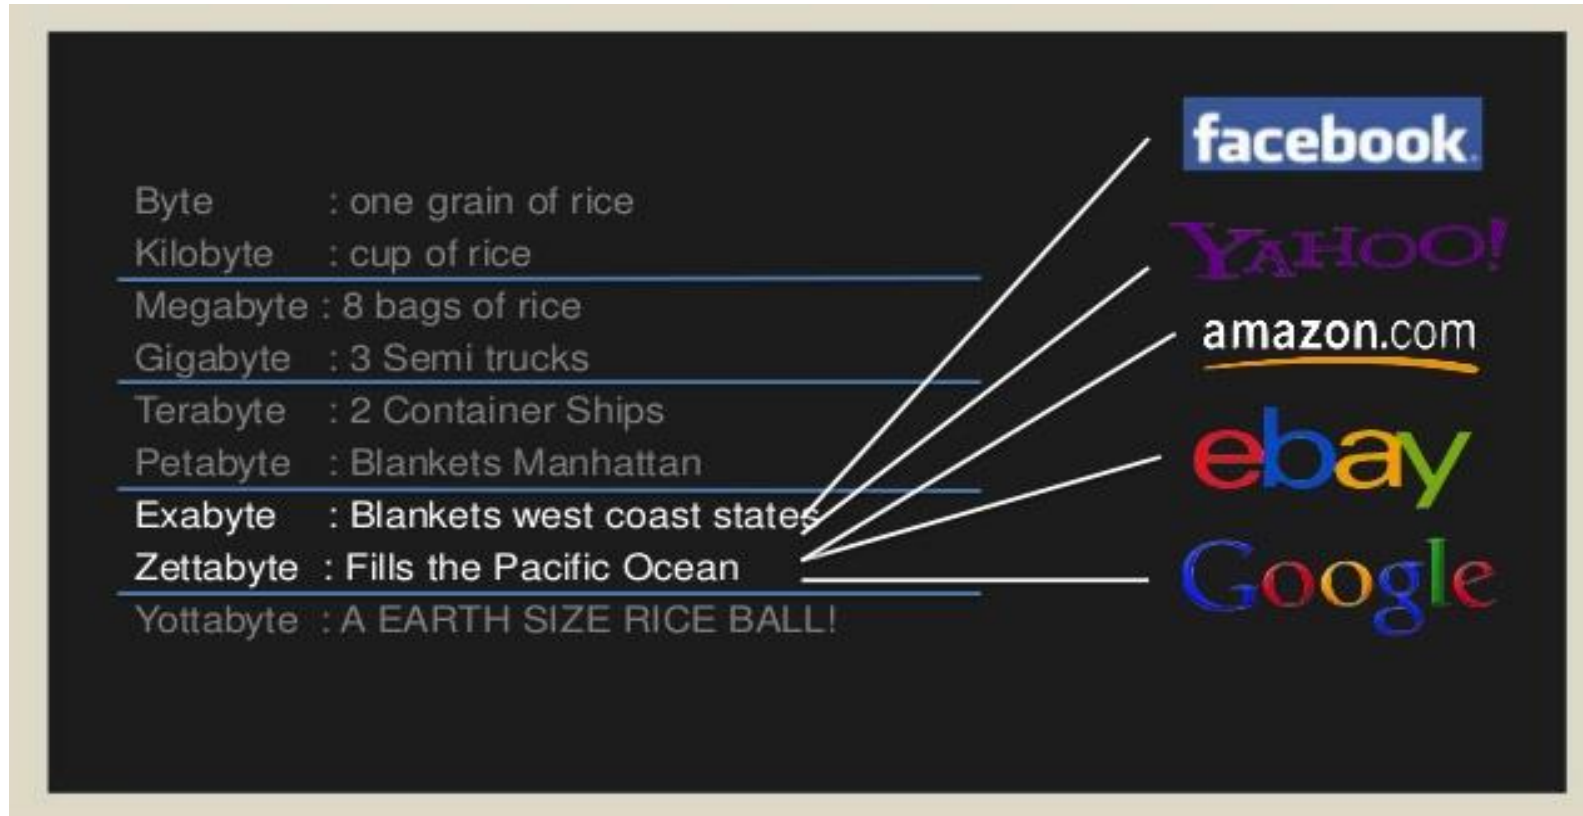 Byte : one grain of rice
Kilobyte : cup of rice
Megabyte : 8 bags of rice
Gigabyte : 3 Semi trucks
Terabyte : 2 Container Ships
Petabyte : Blankets Manhattan
Exabyte : Blankets west coast states
Zettabyte : Fills the Pacific Ocean
Yottabyte : A EARTH SIZE RICE BALL!
facebook
YAHOO!
amazon.com
ebay
Google